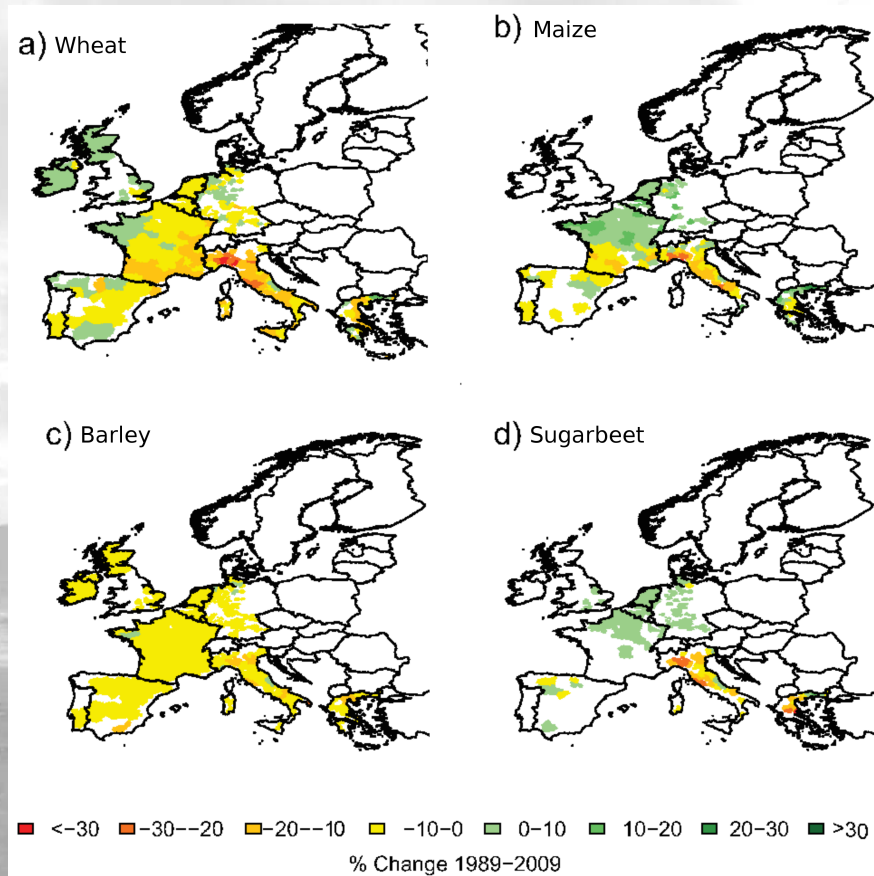 a) Wheat
b) Maize
c) Barley
d) Sugarbeet
<-30 -30--20 -20--10 -10-0 0-10 10-20 20-30 >30
% Change 1989-2009